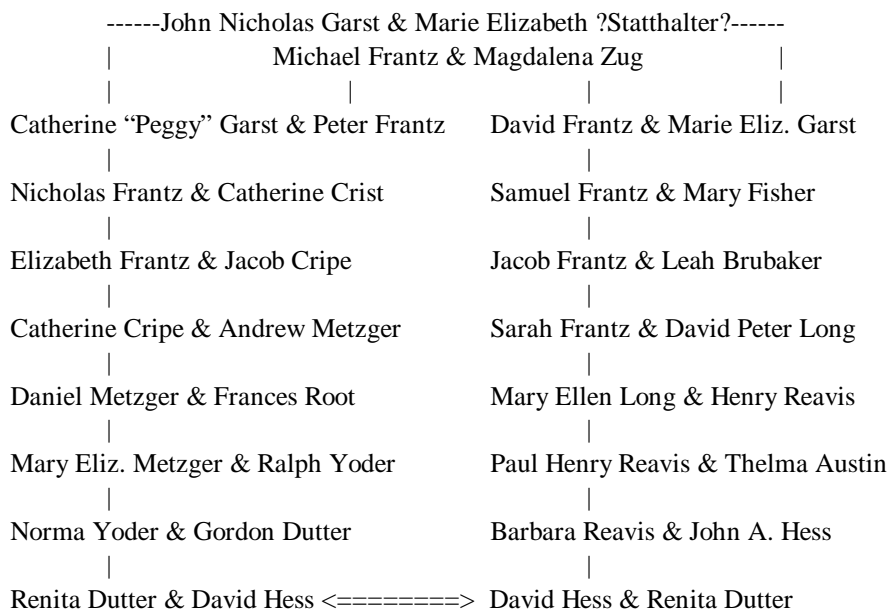 ------John Nicholas Garst & Marie Elizabeth ?Statthalter?------
| Michael Frantz & Magdalena Zug |
| | | |
Catherine “Peggy” Garst & Peter Frantz David Frantz & Marie Eliz. Garst
| |
Nicholas Frantz & Catherine Crist Samuel Frantz & Mary Fisher
| |
Elizabeth Frantz & Jacob Cripe Jacob Frantz & Leah Brubaker
| |
Catherine Cripe & Andrew Metzger Sarah Frantz & David Peter Long
| |
Daniel Metzger & Frances Root Mary Ellen Long & Henry Reavis
| |
Mary Eliz. Metzger & Ralph Yoder Paul Henry Reavis & Thelma Austin
| |
Norma Yoder & Gordon Dutter Barbara Reavis & John A. Hess
| |
Renita Dutter & David Hess <========> David Hess & Renita Dutter